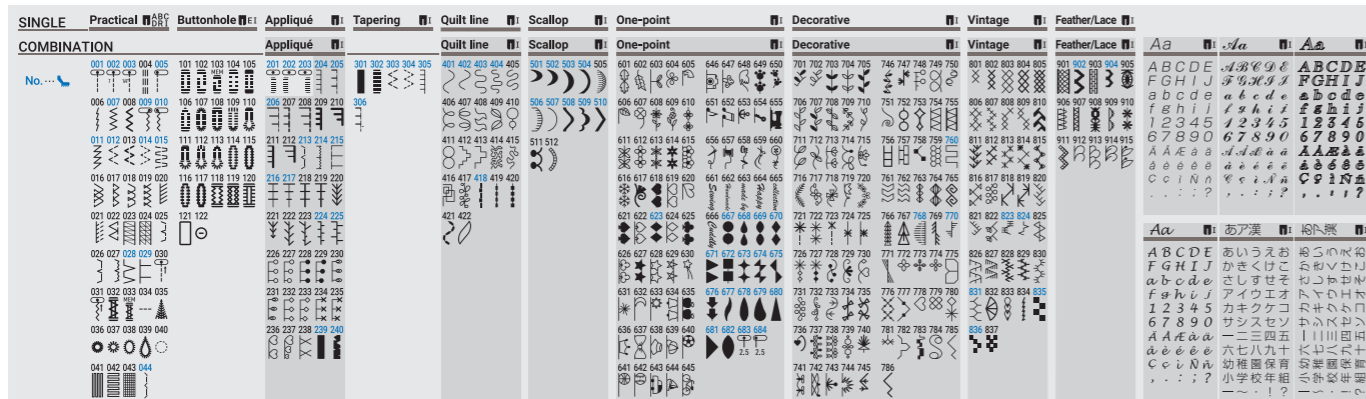 SINGLE
COMBINATION
No. ···
Practical ABC DRI
001 002 003 004 005
006 007 008 009 010
011 012 013 014 015
016 017 018 019 020
021 022 023 024 025
026 027 028 029 030
031 032 033 034 035
MEM
036 037 038 039 040
041 042 043 044
Buttonhole EI
101 102 103 104 105
MEM
106 107 108 109 110
111 112 113 114 115
116 117 118 119 120
121 122
Appliqué I
Appliqué I
201 202 203 204 205
206 207 208 209 210
211 212 213 214 215
216 217 218 219 220
221 222 223 224 225
226 227 228 229 230
231 232 233 234 235
236 237 238 239 240
Tapering I
301 302 303 304 305
306
Quilt line I
Quilt line I
401 402 403 404 405
406 407 408 409 410
411 412 413 414 415
416 417 418 419 420
421 422
Scallop I
Scallop I
501 502 503 504 505
506 507 508 509 510
511 512
One-point I
One-point I
601 602 603 604 605
606 607 608 609 610
611 612 613 614 615
616 617 618 619 620
621 622 623 624 625
626 627 628 629 630
631 632 633 634 635
636 637 638 639 640
641 642 643 644 645
646 647 648 649 650
651 652 653 654 655
656 657 658 659 660
661 662 663 664 665
Sewing Handmade made by Happy collection
666 667 668 669 670
Cuddly
671 672 673 674 675
676 677 678 679 680
681 682 683 684
2.5 2.5
Decorative I
Decorative I
701 702 703 704 705
706 707 708 709 710
711 712 713 714 715
716 717 718 719 720
721 722 723 724 725
726 727 728 729 730
731 732 733 734 735
736 737 738 739 740
741 742 743 744 745
746 747 748 749 750
751 752 753 754 755
756 757 758 759 760
761 762 763 764 765
766 767 768 769 770
771 772 773 774 775
776 777 778 779 780
781 782 783 784 785
786
Vintage I
Vintage I
801 802 803 804 805
806 807 808 809 810
811 812 813 814 815
816 818 819 820
821 822 823 824 825
826 827 828 829 830
831 832 833 834 835
836 837
Feather/Lace I
Feather/Lace I
901 902 903 904 905
906 907 908 909 910
911 912 913 914 915
Aa I
ABCDE
FGHIJ
abcde
fghij
12345
67890
ÄÅÆàâ
âèéêë
ÇçìÑñ
, . : ; ?
Aa I
ABCDE
FGHIJ
abcde
fghij
12345
67890
Aa I
ABCDE
FGHIJ
abcde
fghij
12345
67890
Aa I
ABCDE
FGHIJ
abcde
fghij
12345
67890
あア漢 I
あいうえお
かきくけこ
さしすせそ
アイウエオ
カキクケコ
サシスセソ
一二三四五
六七八九十
幼稚園保育
小学校年組
ー～・！？